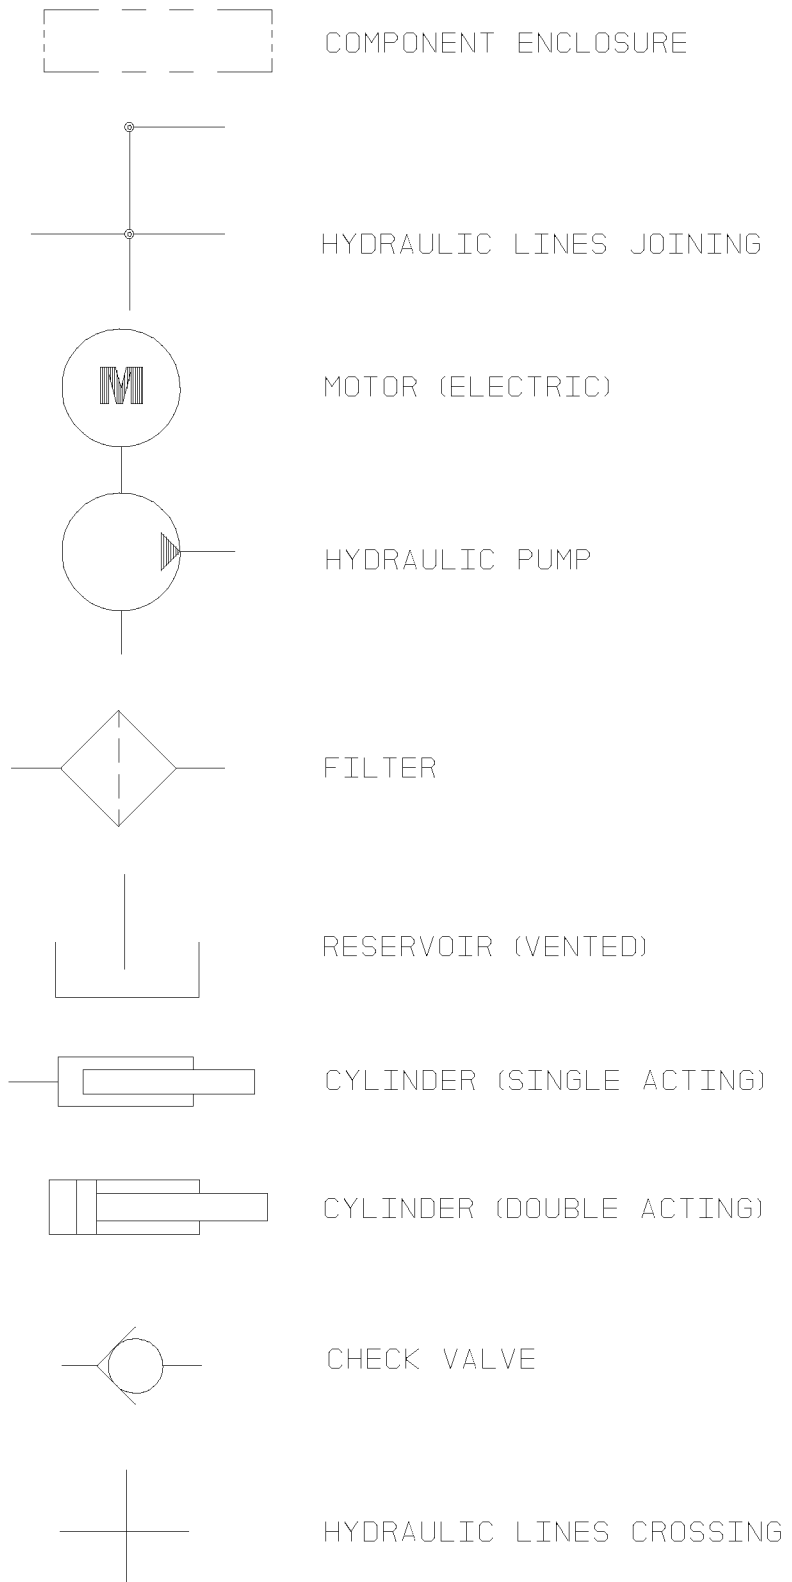 COMPONENT ENCLOSURE
HYDRAULIC LINES JOINING
M
MOTOR (ELECTRIC)
HYDRAULIC PUMP
FILTER
RESERVOIR (VENTED)
CYLINDER (SINGLE ACTING)
CYLINDER (DOUBLE ACTING)
CHECK VALVE
HYDRAULIC LINES CROSSING